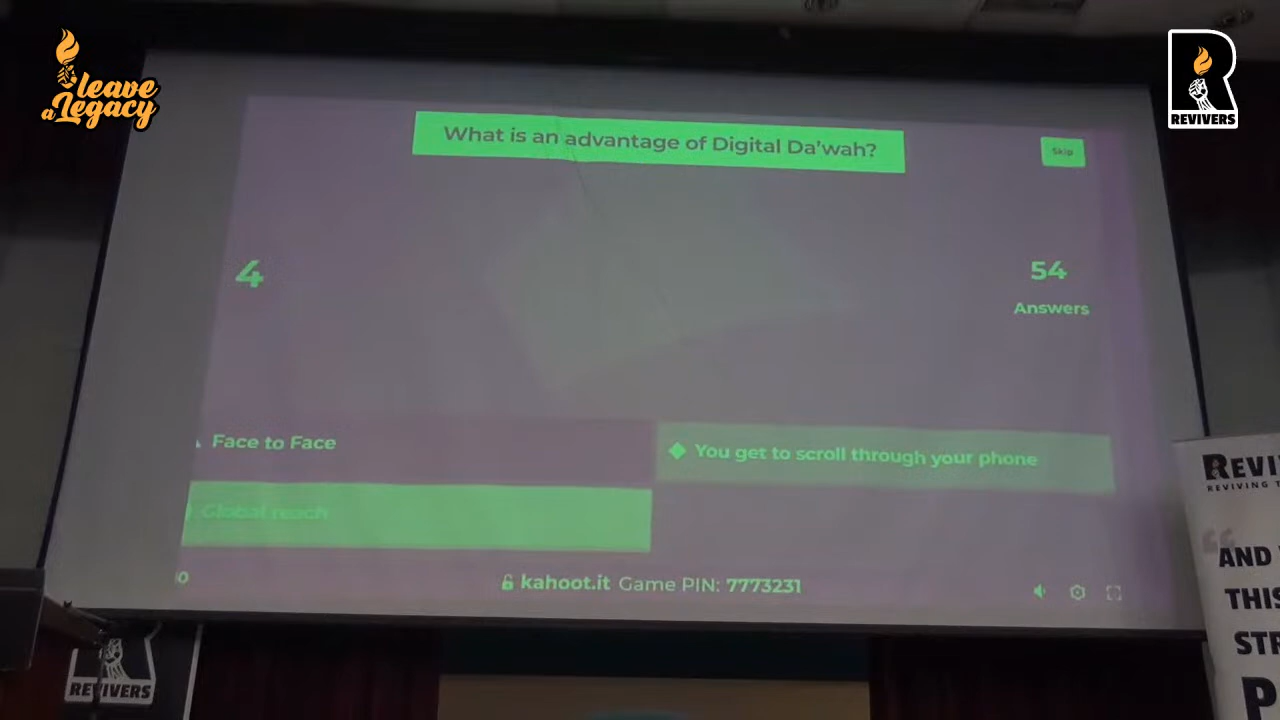 leave
a Legacy
REVIVERS
What is an advantage of Digital Da'wah?
Skip
4
54
Answers
Face to Face
You get to scroll through your phone
Global reach
kahoot.it Game PIN: 7773231
REVI
REVIVING T
AND
THIS
STR
P
REVIVERS